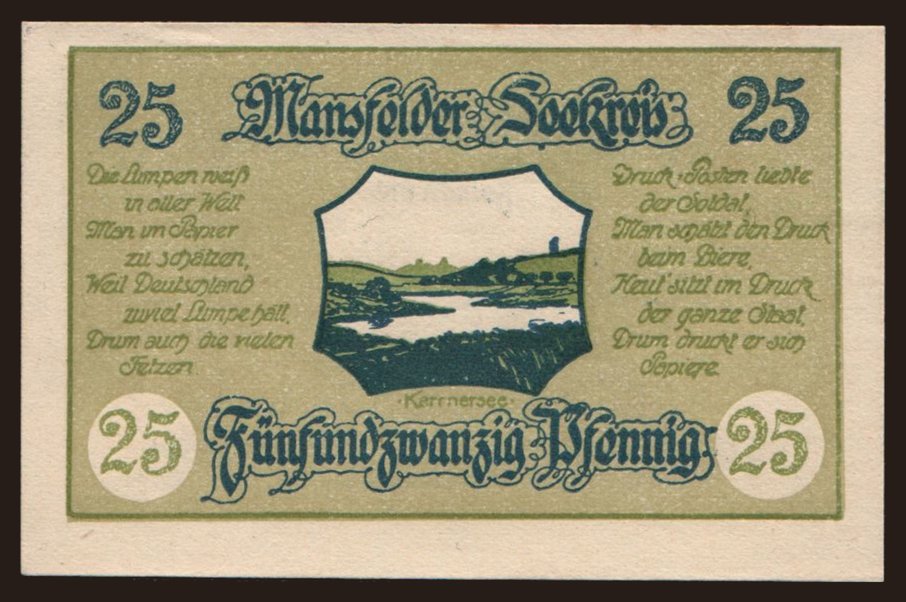 25 Mansfelder Seekreis 25
Die Lumpen weiß
in aller Welt
Man im Papier
zu schätzen,
Weil Deutschland
zuviel Lumpe hält,
Drum auch die vielen
Fetzen.
Druck-Posten liebte
der Soldat,
Man schätzt den Druck
beim Biere,
Heut' sitzt im Druck
der ganze Staat,
Drum druckt er sich
Papiere.
·Kernersee·
25 Fünfundzwanzig Pfennig 25